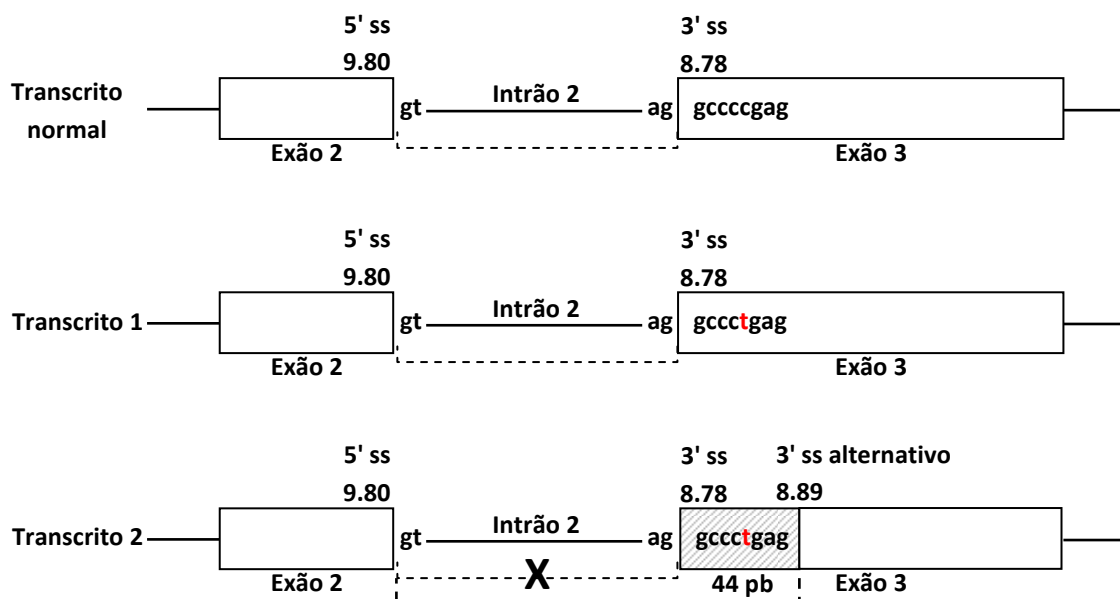 5' ss 3' ss
9.80 8.78
Transcrito normal
gt Intrão 2 ag gccccgag
Exão 2 Exão 3
5' ss 3' ss
9.80 8.78
Transcrito 1 gt Intrão 2 ag gccctgag
Exão 2 Exão 3
5' ss 3' ss 3' ss alternativo
9.80 8.78 8.89
Transcrito 2 gt Intrão 2 ag gccctgag
X
Exão 2 44 pb Exão 3